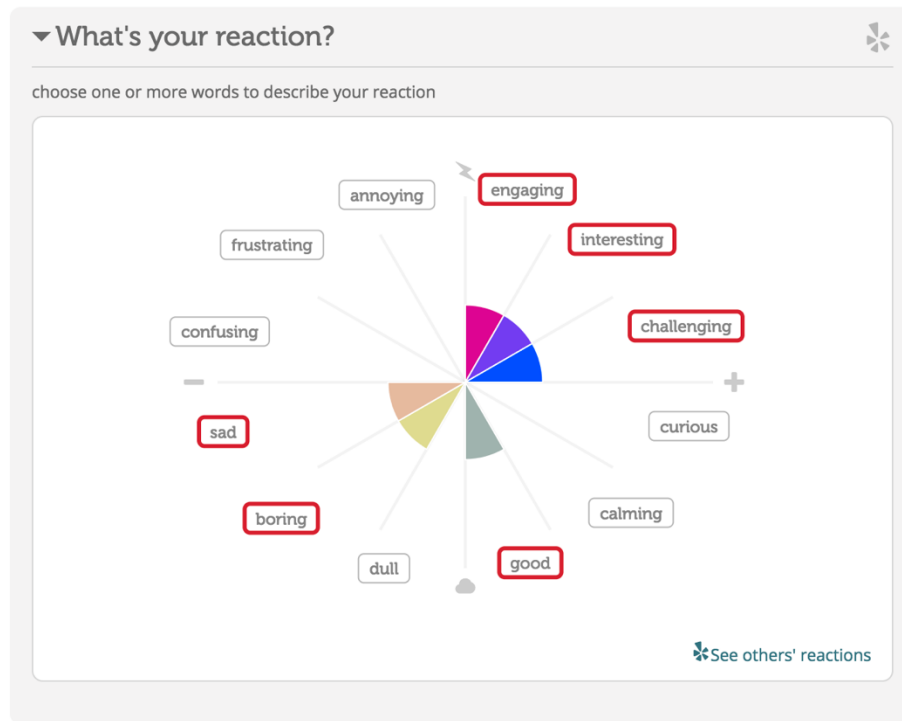 What's your reaction?
choose one or more words to describe your reaction
engaging
annoying
interesting
frustrating
challenging
confusing
curious
sad
calming
boring
good
dull
See others' reactions